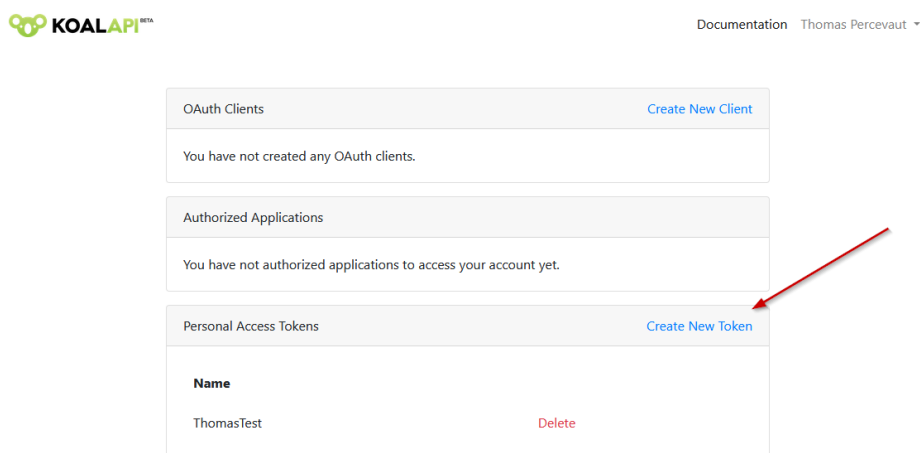 KOALAPI BETA
Documentation Thomas Percevaut
OAuth Clients Create New Client
You have not created any OAuth clients.
Authorized Applications
You have not authorized applications to access your account yet.
Personal Access Tokens Create New Token
Name
ThomasTest Delete